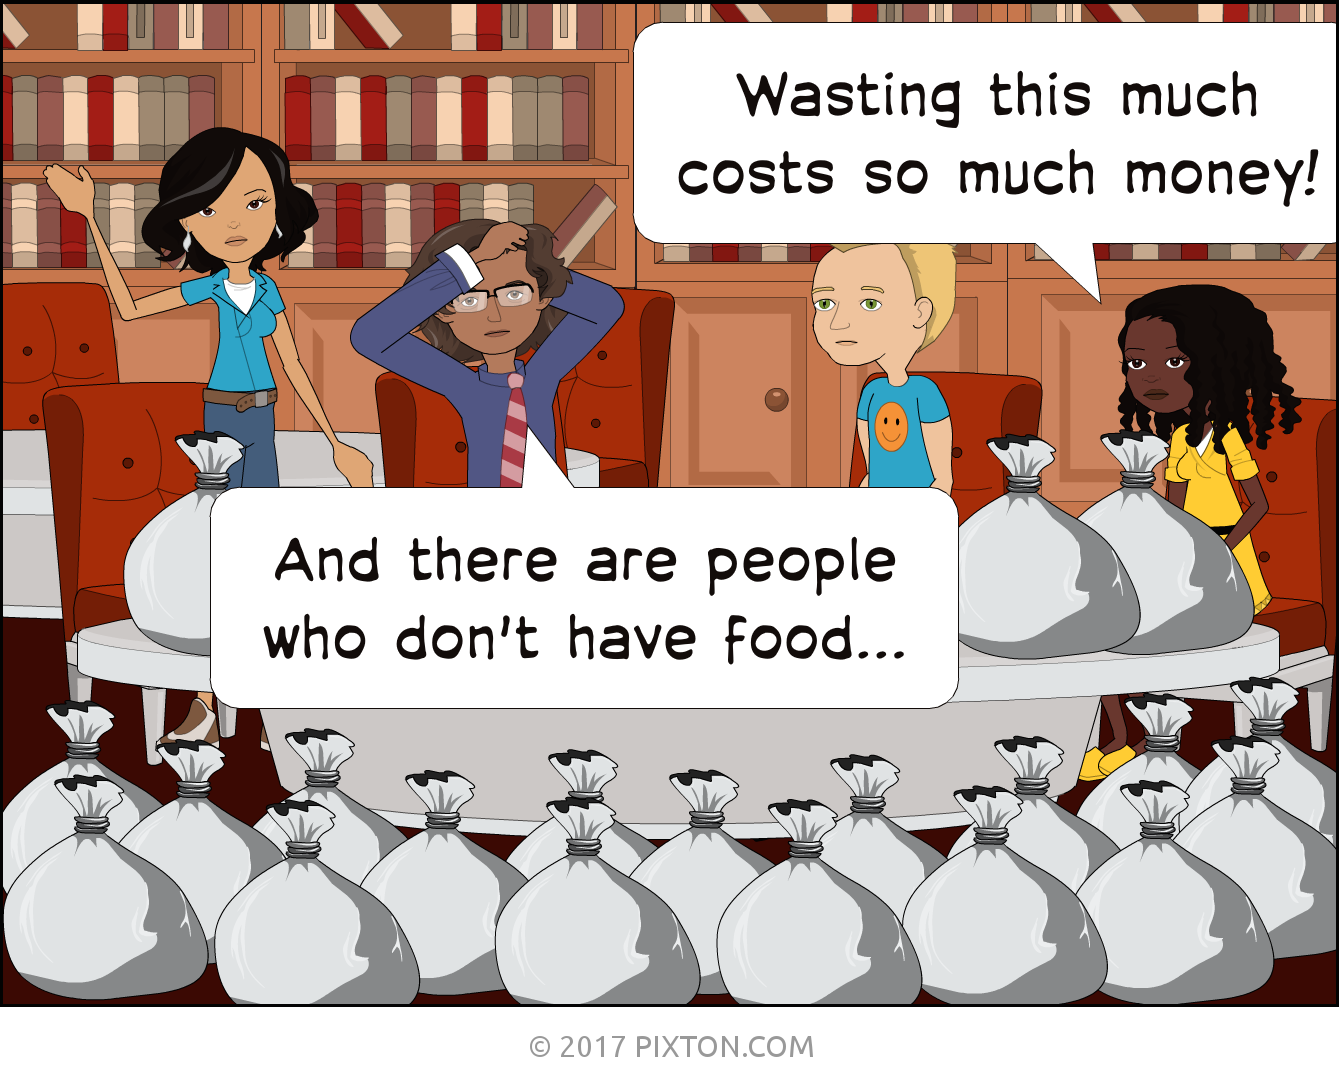 Wasting this much
costs so much money!
And there are people
who don't have food...
© 2017 PIXTON.COM